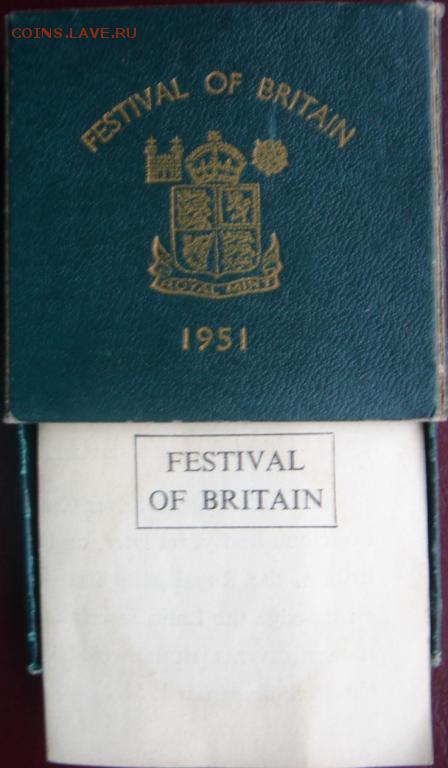 COINS.LAVE.RU
FESTIVAL OF BRITAIN
ROYAL MINT
1951
FESTIVAL
OF BRITAIN